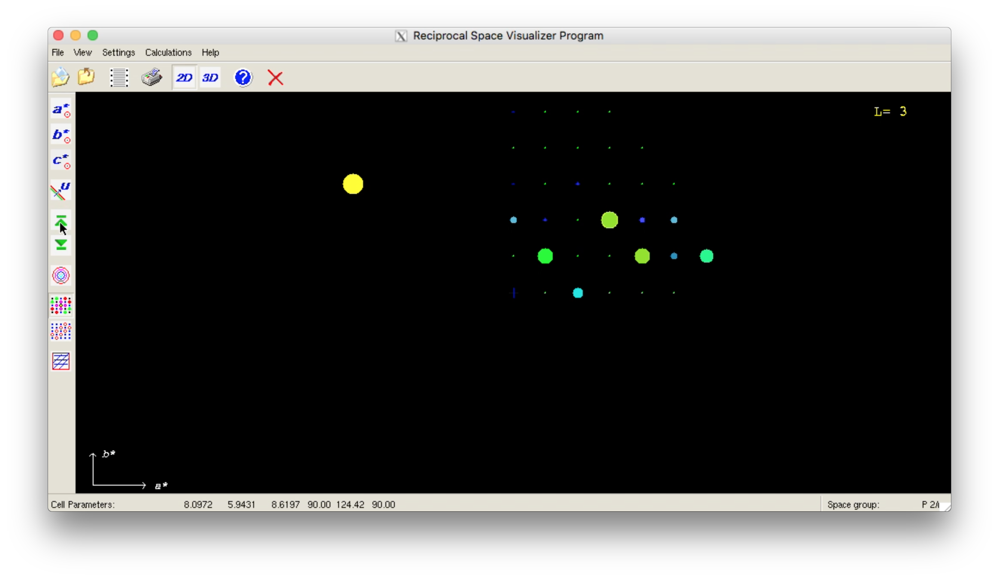 Reciprocal Space Visualizer Program
File View Settings Calculations Help
2D 3D ?
a*
b*
c*
U
L= 3
b*
a*
Cell Parameters: 8.0972 5.9431 8.6197 90.00 124.42 90.00 Space group: P 2/